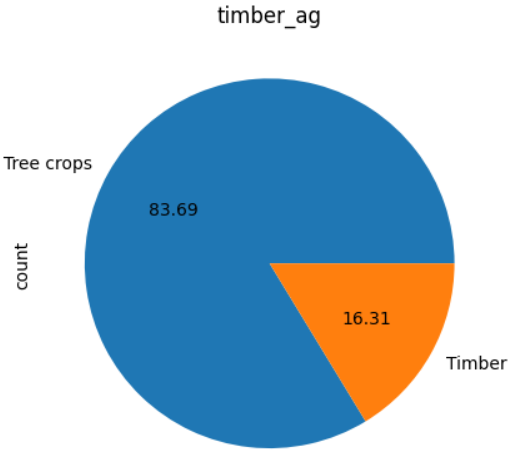 timber_ag
Tree crops
83.69
count
16.31
Timber